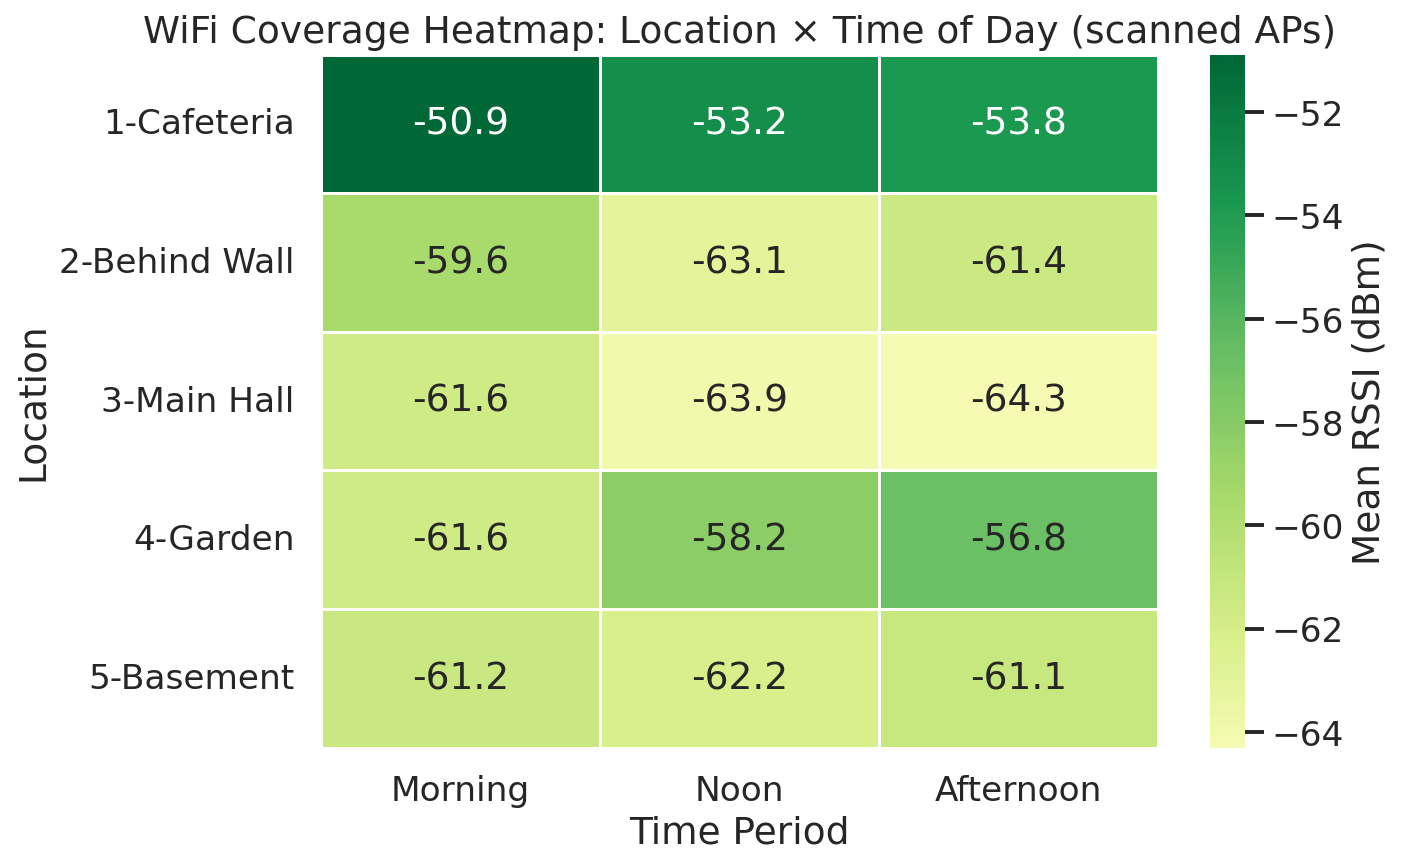 WiFi Coverage Heatmap: Location × Time of Day (scanned APs)
1-Cafeteria
-50.9
-53.2
-53.8
2-Behind Wall
-59.6
-63.1
-61.4
3-Main Hall
-61.6
-63.9
-64.3
4-Garden
-61.6
-58.2
-56.8
5-Basement
-61.2
-62.2
-61.1
Morning
Noon
Afternoon
Time Period
Location
−52
−54
−56
−58
−60
−62
−64
Mean RSSI (dBm)